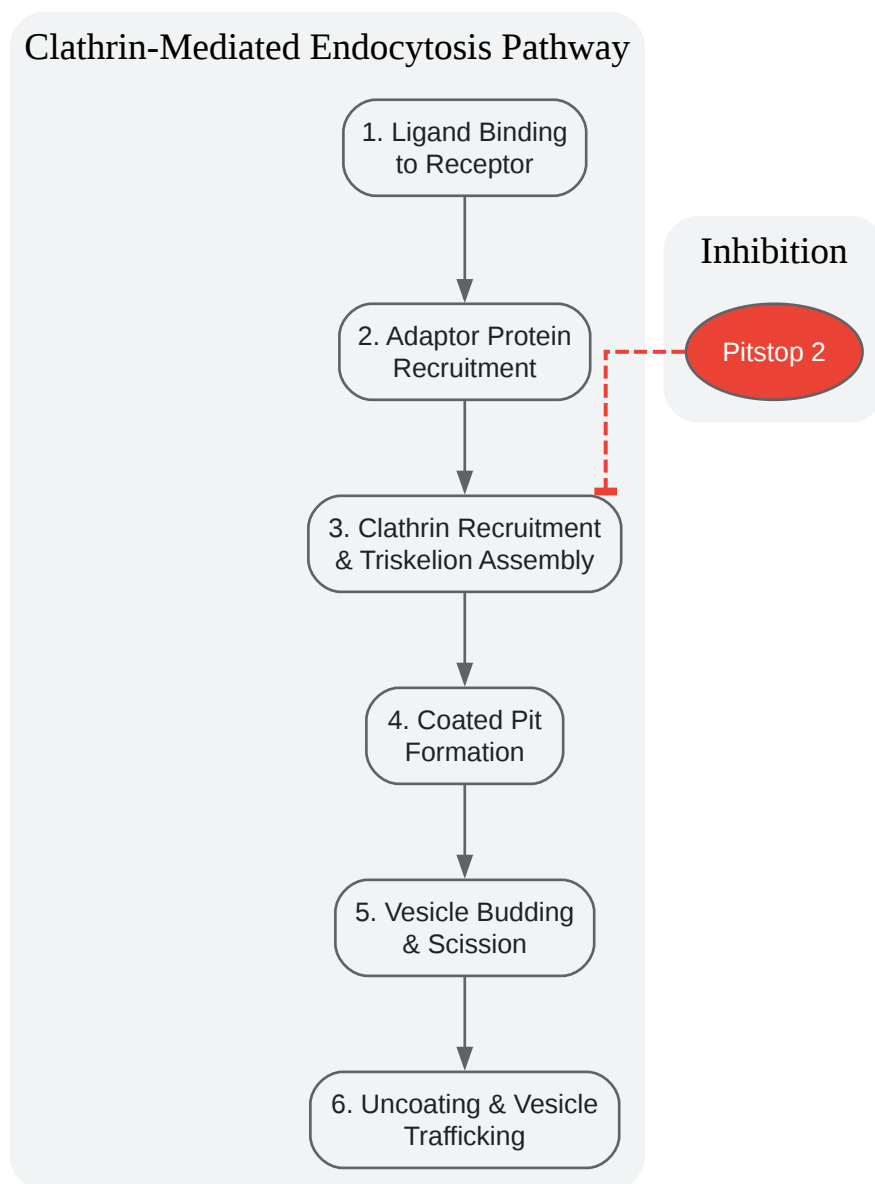 Clathrin-Mediated Endocytosis Pathway
1. Ligand Binding
to Receptor
Inhibition
2. Adaptor Protein
Recruitment
Pitstop 2
3. Clathrin Recruitment
& Triskelion Assembly
4. Coated Pit
Formation
5. Vesicle Budding
& Scission
6. Uncoating & Vesicle
Trafficking